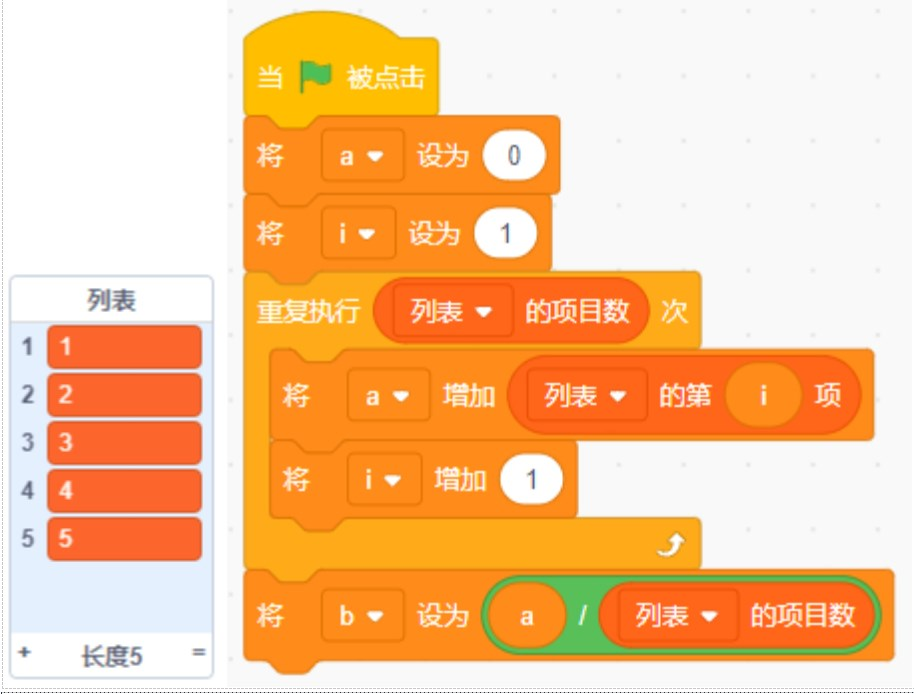 当 被点击
将 a 设为 0
将 i 设为 1
重复执行 列表 的项目数 次
将 a 增加 列表 的第 i 项
将 i 增加 1
将 b 设为 a / 列表 的项目数
列表
1 1
2 2
3 3
4 4
5 5
+ 长度5 =